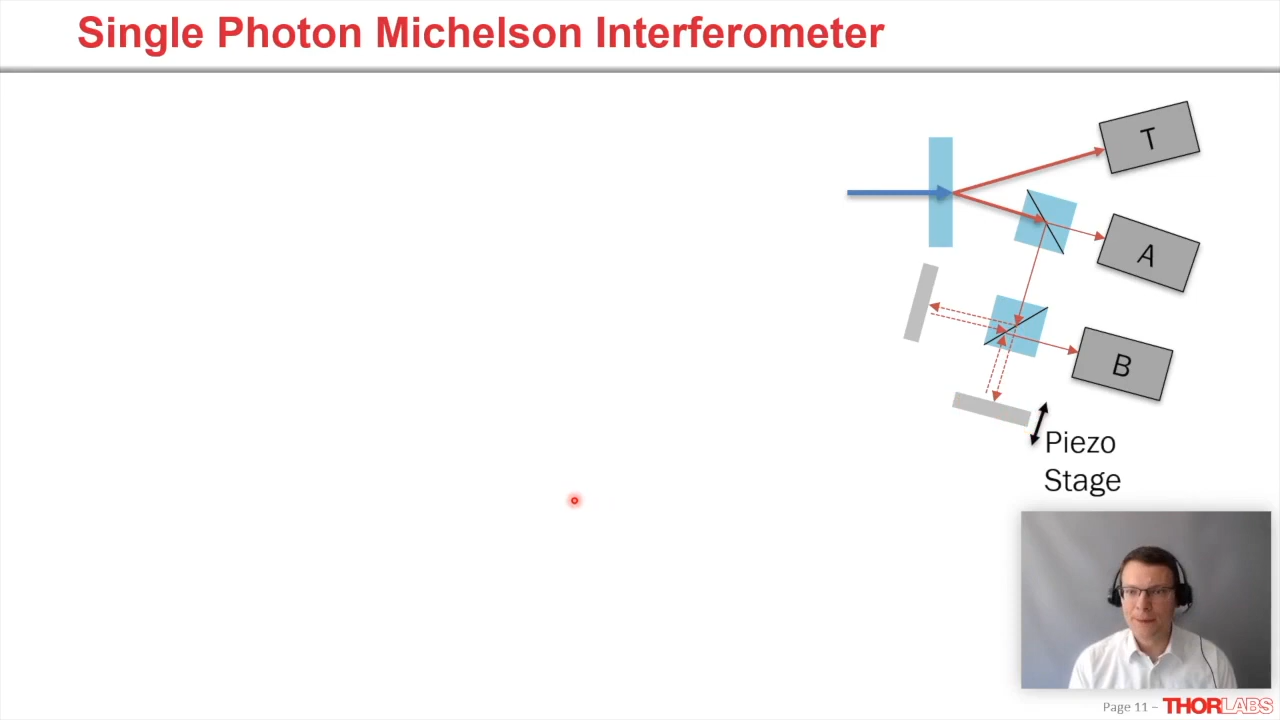 Single Photon Michelson Interferometer
T
A
B
Piezo
Stage
Page 11 – THORLABS